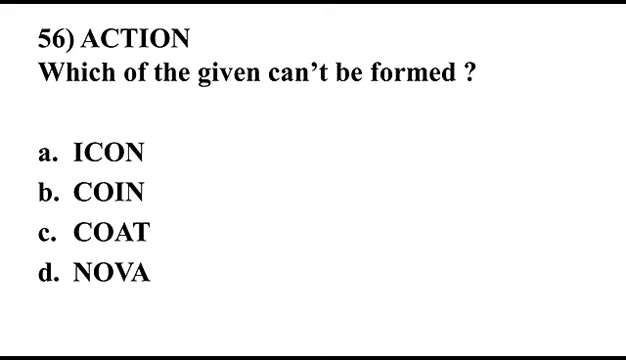 56) ACTION
Which of the given can’t be formed ?
a. ICON
b. COIN
c. COAT
d. NOVA